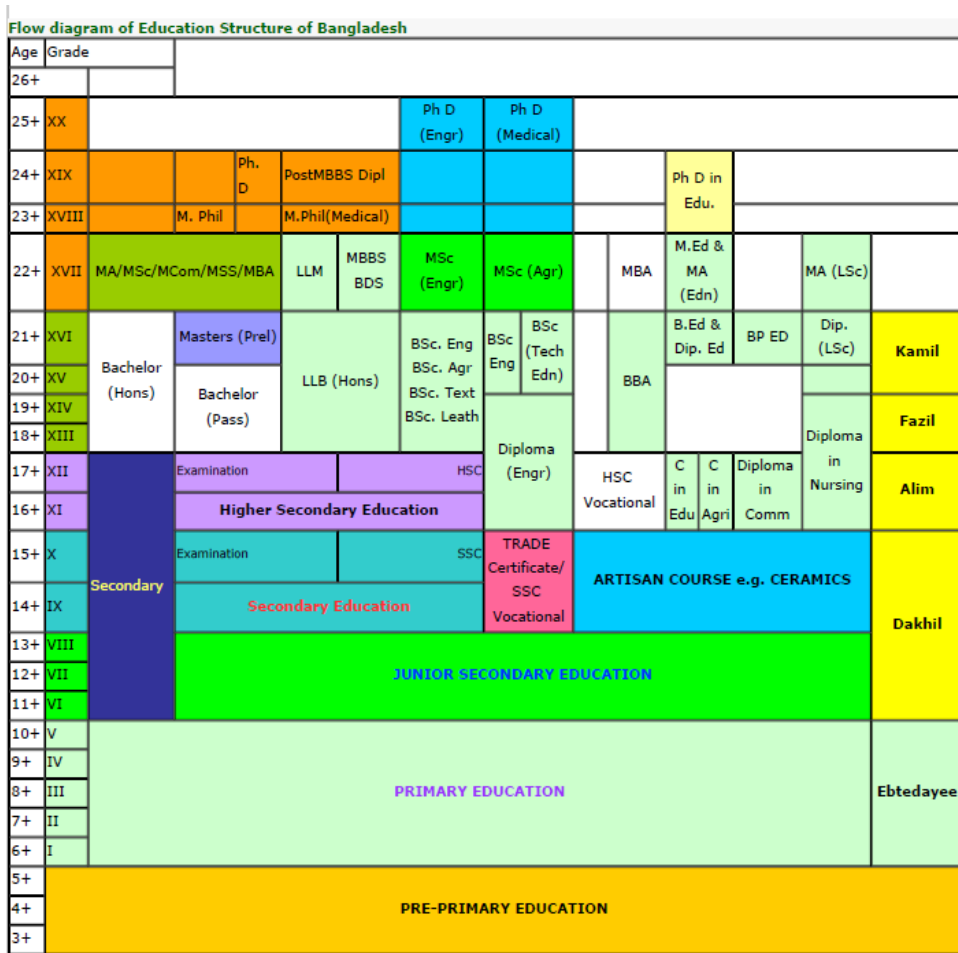 Flow diagram of Education Structure of Bangladesh
Age Grade
26+
25+ XX
Ph D
(Engr)
Ph D
(Medical)
24+ XIX
Ph.
D
PostMBBS Dipl
Ph D in
Edu.
23+ XVIII
M. Phil
M.Phil(Medical)
22+ XVII
MA/MSc/MCom/MSS/MBA
LLM
MBBS
BDS
MSc
(Engr)
MSc (Agr)
MBA
M.Ed &
MA
(Edn)
MA (LSc)
21+ XVI
Bachelor
(Hons)
Masters (Prel)
LLB (Hons)
BSc. Eng
BSc. Agr
BSc. Text
BSc. Leath
BSc
Eng
BSc
(Tech
Edn)
BBA
B.Ed &
Dip. Ed
BP ED
Dip.
(LSc)
Kamil
20+ XV
Bachelor
(Pass)
19+ XIV
Diploma
(Engr)
Diploma
in
Nursing
Fazil
18+ XIII
17+ XII
Secondary
Examination
HSC
HSC
Vocational
C
in
Edu
C
in
Agri
Diploma
in
Comm
Alim
16+ XI
Higher Secondary Education
15+ X
Examination
SSC
TRADE
Certificate/
SSC
Vocational
ARTISAN COURSE e.g. CERAMICS
Dakhil
14+ IX
Secondary Education
13+ VIII
JUNIOR SECONDARY EDUCATION
12+ VII
11+ VI
10+ V
9+ IV
8+ III
PRIMARY EDUCATION
Ebtedayee
7+ II
6+ I
5+
4+
PRE-PRIMARY EDUCATION
3+